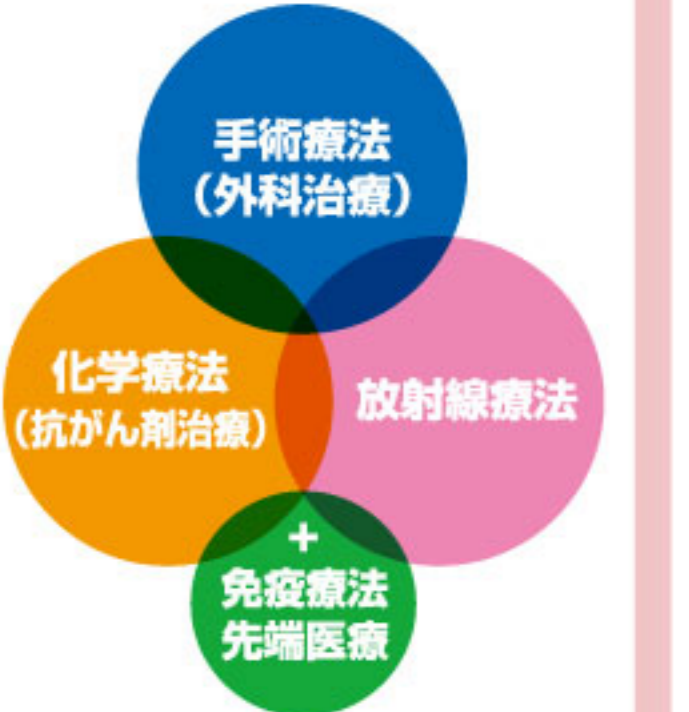 手術療法
（外科治療）
化学療法
（抗がん剤治療）
放射線療法
+
免疫療法
先端医療